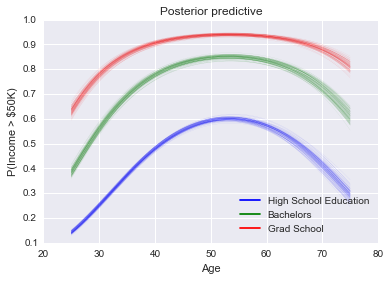 Posterior predictive
P(Income > $50K)
1.0
0.9
0.8
0.7
0.6
0.5
0.4
0.3
0.2
0.1
High School Education
Bachelors
Grad School
20 30 40 50 60 70 80
Age